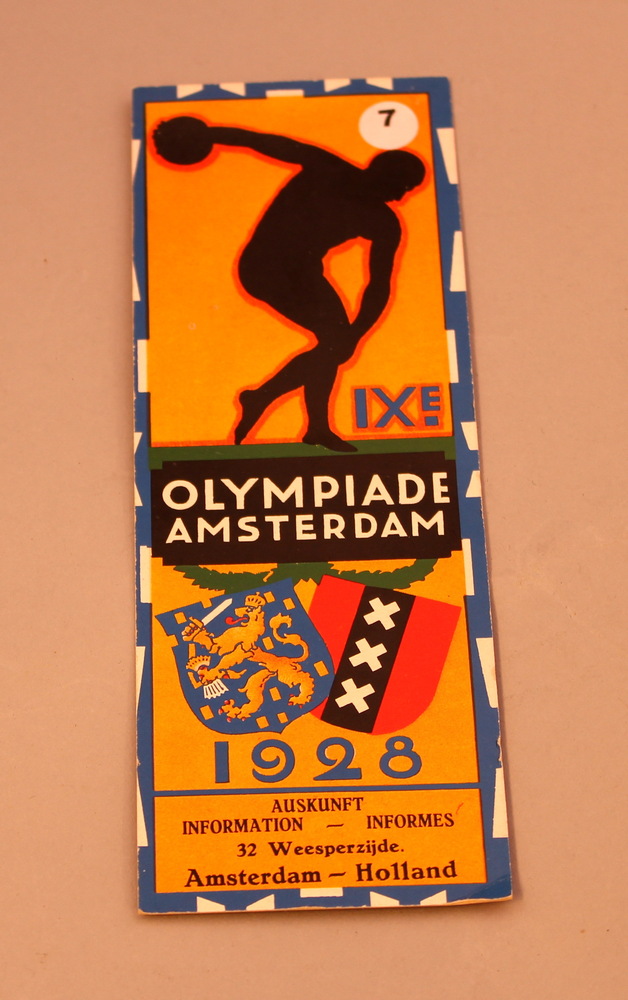 7
IXE.
OLYMPIADE
AMSTERDAM
1928
AUSKUNFT
INFORMATION — INFORMES
32 Weesperzijde.
Amsterdam — Holland